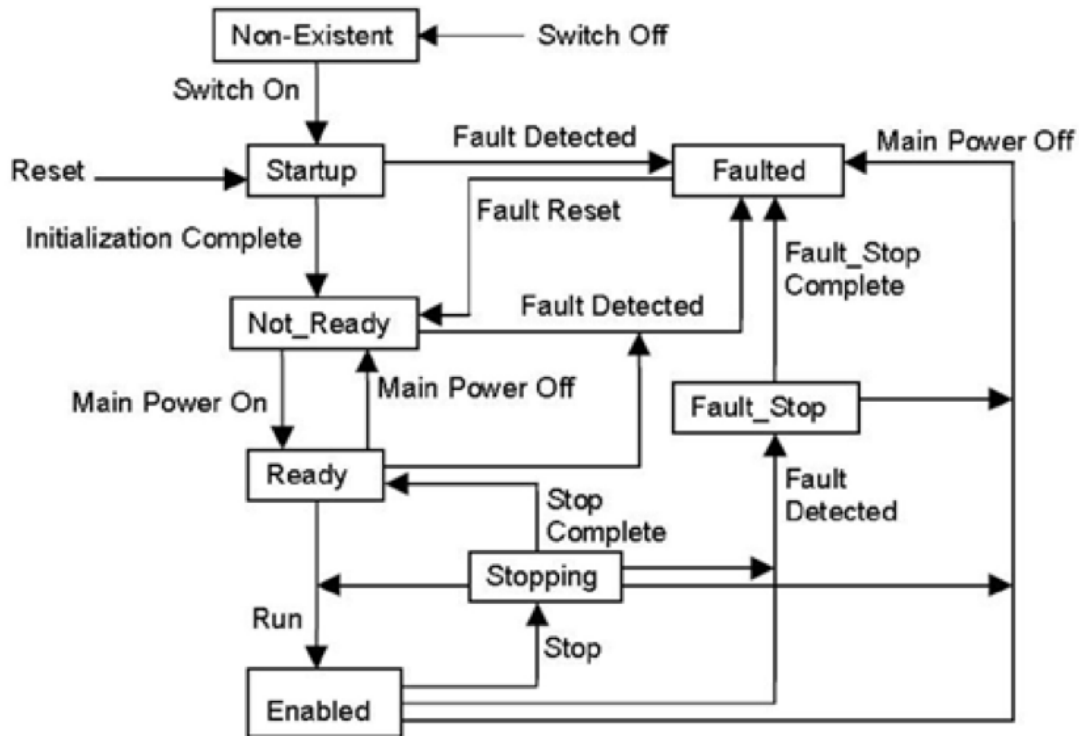 Non-Existent
Switch Off
Switch On
Fault Detected
Main Power Off
Reset
Startup
Faulted
Fault Reset
Initialization Complete
Fault_Stop
Complete
Not_Ready
Fault Detected
Main Power On
Main Power Off
Fault_Stop
Ready
Fault
Detected
Stop
Complete
Stopping
Run
Stop
Enabled